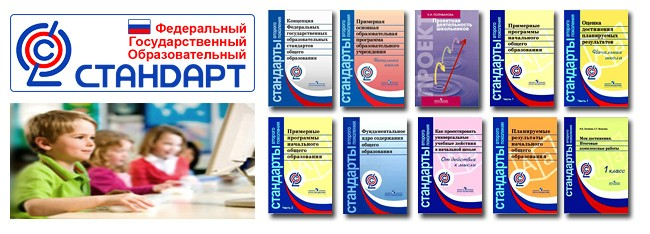 Федеральный
Государственный
Образовательный
СТАНДАРТ
стандарты
второго поколения
Концепция
Федеральных
государственных
образовательных
стандартов
общего
образования
стандарты
второго поколения
Примерная
основная
образовательная
программа
образовательного
учреждения
Начальная
школа
ПРОЕКТ
Проектная
деятельность
школьников
стандарты
второго поколения
Примерные
программы
начального
общего
образования
Часть 1
стандарты
второго поколения
Оценка
достижения
планируемых
результатов
Начальная
школа
Часть 1
стандарты
второго поколения
Примерные
программы
начального
общего
образования
Часть 2
стандарты
второго поколения
Фундаментальное
ядро содержания
общего
образования
стандарты
второго поколения
Как проектировать
универсальные
учебные действия
в начальной школе
От действия
к мысли
стандарты
второго поколения
Планируемые
результаты
начального
общего
образования
стандарты
второго поколения
Мои достижения
Итоговые
комплексные работы
1 класс